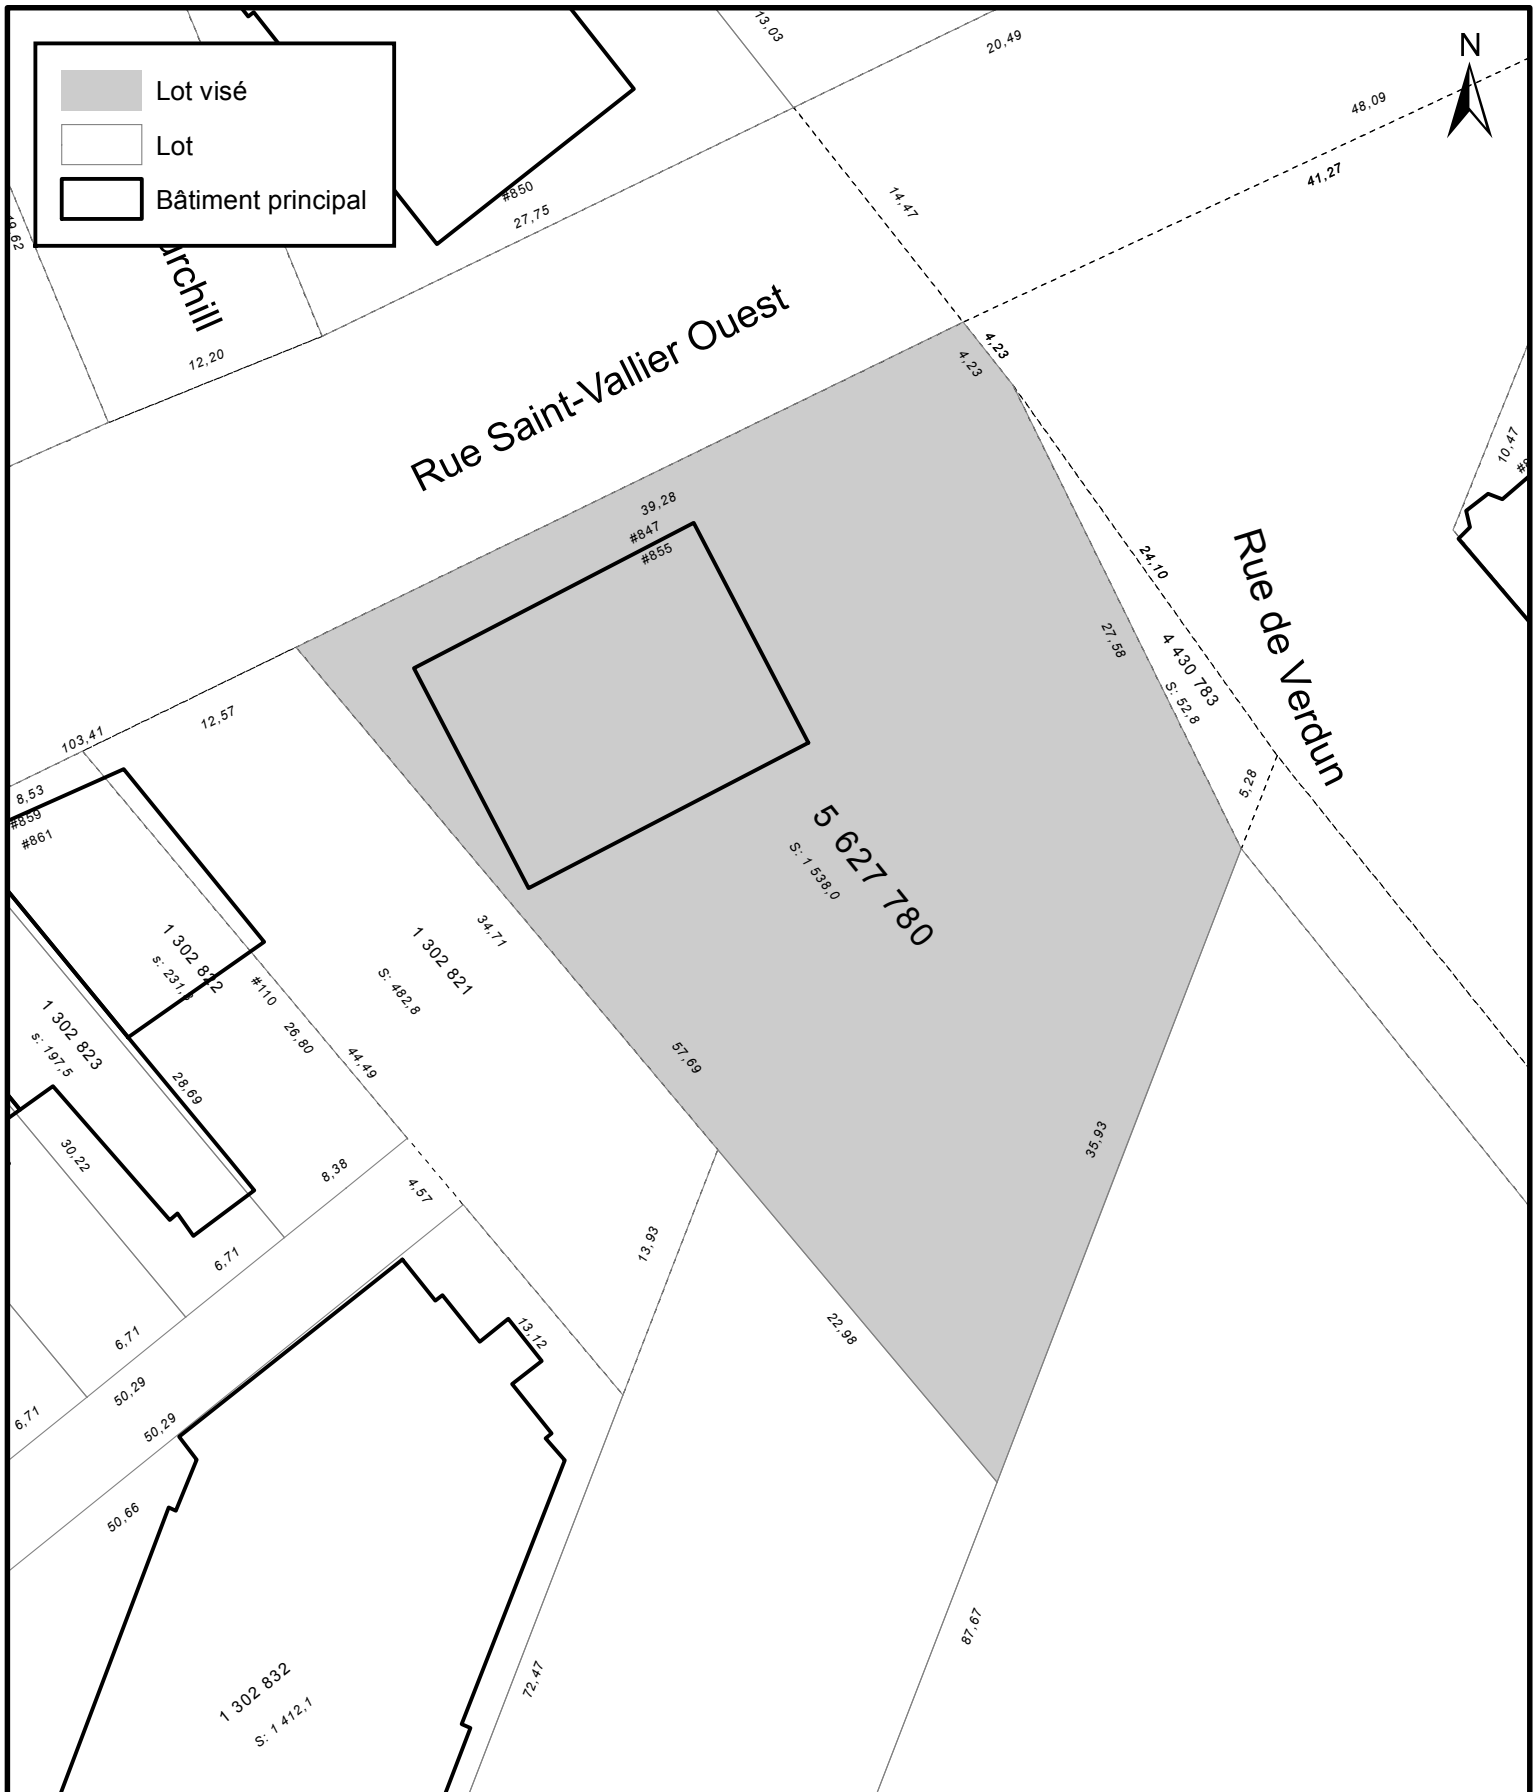 13,03
20,49
N
Lot visé
Lot
Bâtiment principal
48,09
41,27
#850
27,75
14,47
urchill
12,20
Rue Saint-Vallier Ouest
4,23
4,23
10,47
39,28
#847
#855
24,10
Rue de Verdun
27,58
4 430 783
S: 52,8
12,57
103,41
5,28
8,53
#859
#861
5 627 780
S: 1 538,0
34,71
1 302 821
S: 482,8
1 302 822
s: 231,
#110
26,80
44,49
1 302 823
s: 197,5
28,69
57,69
30,22
35,93
8,38
4,57
6,71
13,93
6,71
13,12
22,98
50,29
6,71
50,29
50,66
87,67
72,47
1 302 832
S: 1 412,1